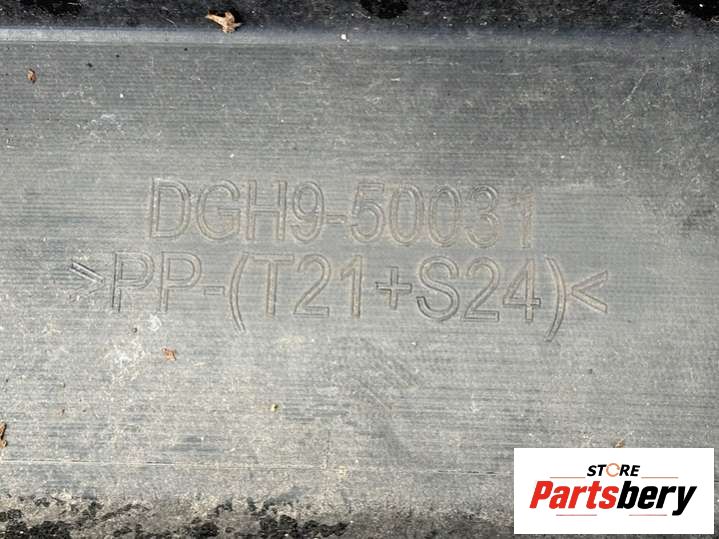 DGH9-50031
>PP-(T21+S24)<
STORE
Partsbery